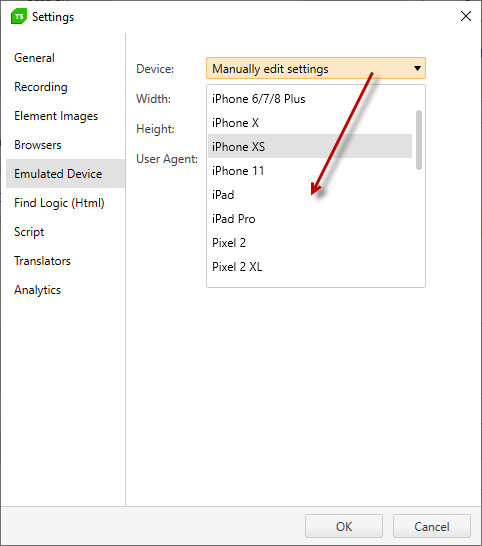 TS Settings
General
Recording
Element Images
Browsers
Emulated Device
Find Logic (Html)
Script
Translators
Analytics
Device: Manually edit settings
Width:
Height:
User Agent:
iPhone 6/7/8 Plus
iPhone X
iPhone XS
iPhone 11
iPad
iPad Pro
Pixel 2
Pixel 2 XL
OK Cancel